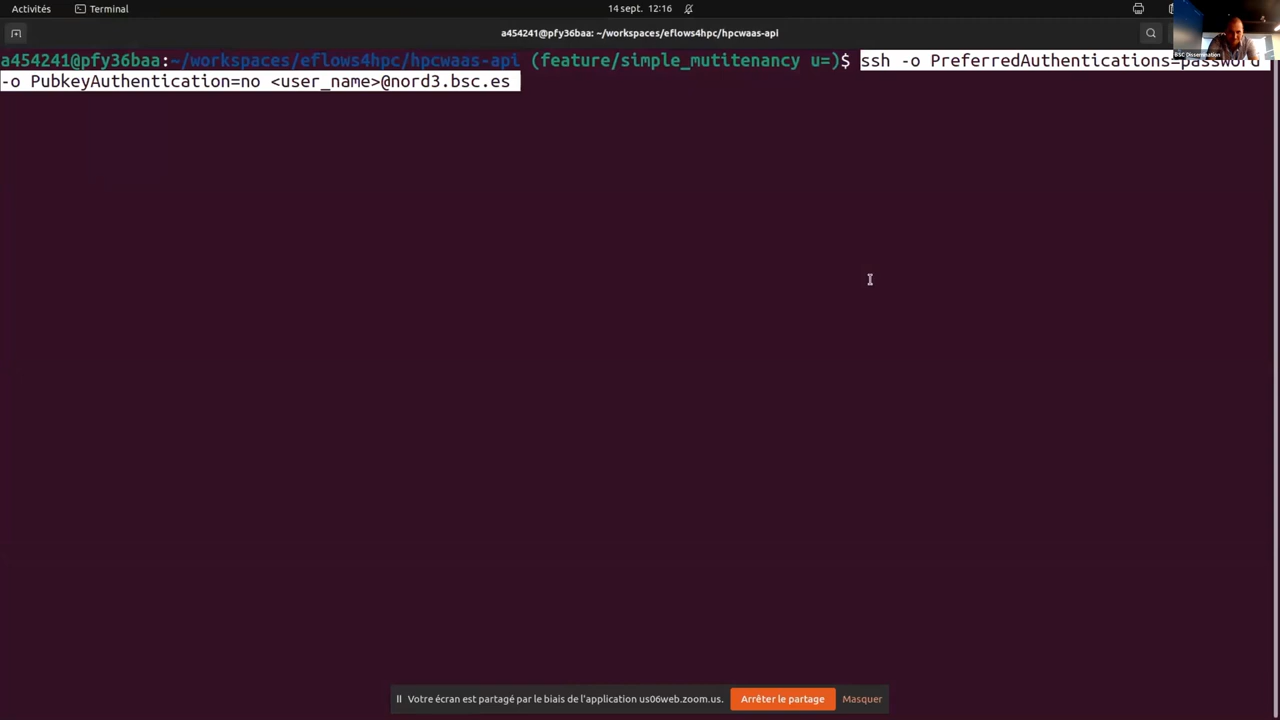 Activités
Terminal
14 sept. 12:16
a454241@pfy36baa: ~/workspaces/eflows4hpc/hpcwaas-api
BSC Dissemination
a454241@pfy36baa:~/workspaces/eflows4hpc/hpcwaas-api (feature/simple_mutitenancy u=)$ ssh -o PreferredAuthentications=password
-o PubkeyAuthentication=no <user_name>@nord3.bsc.es
Votre écran est partagé par le biais de l'application us06web.zoom.us.
Arrêter le partage
Masquer